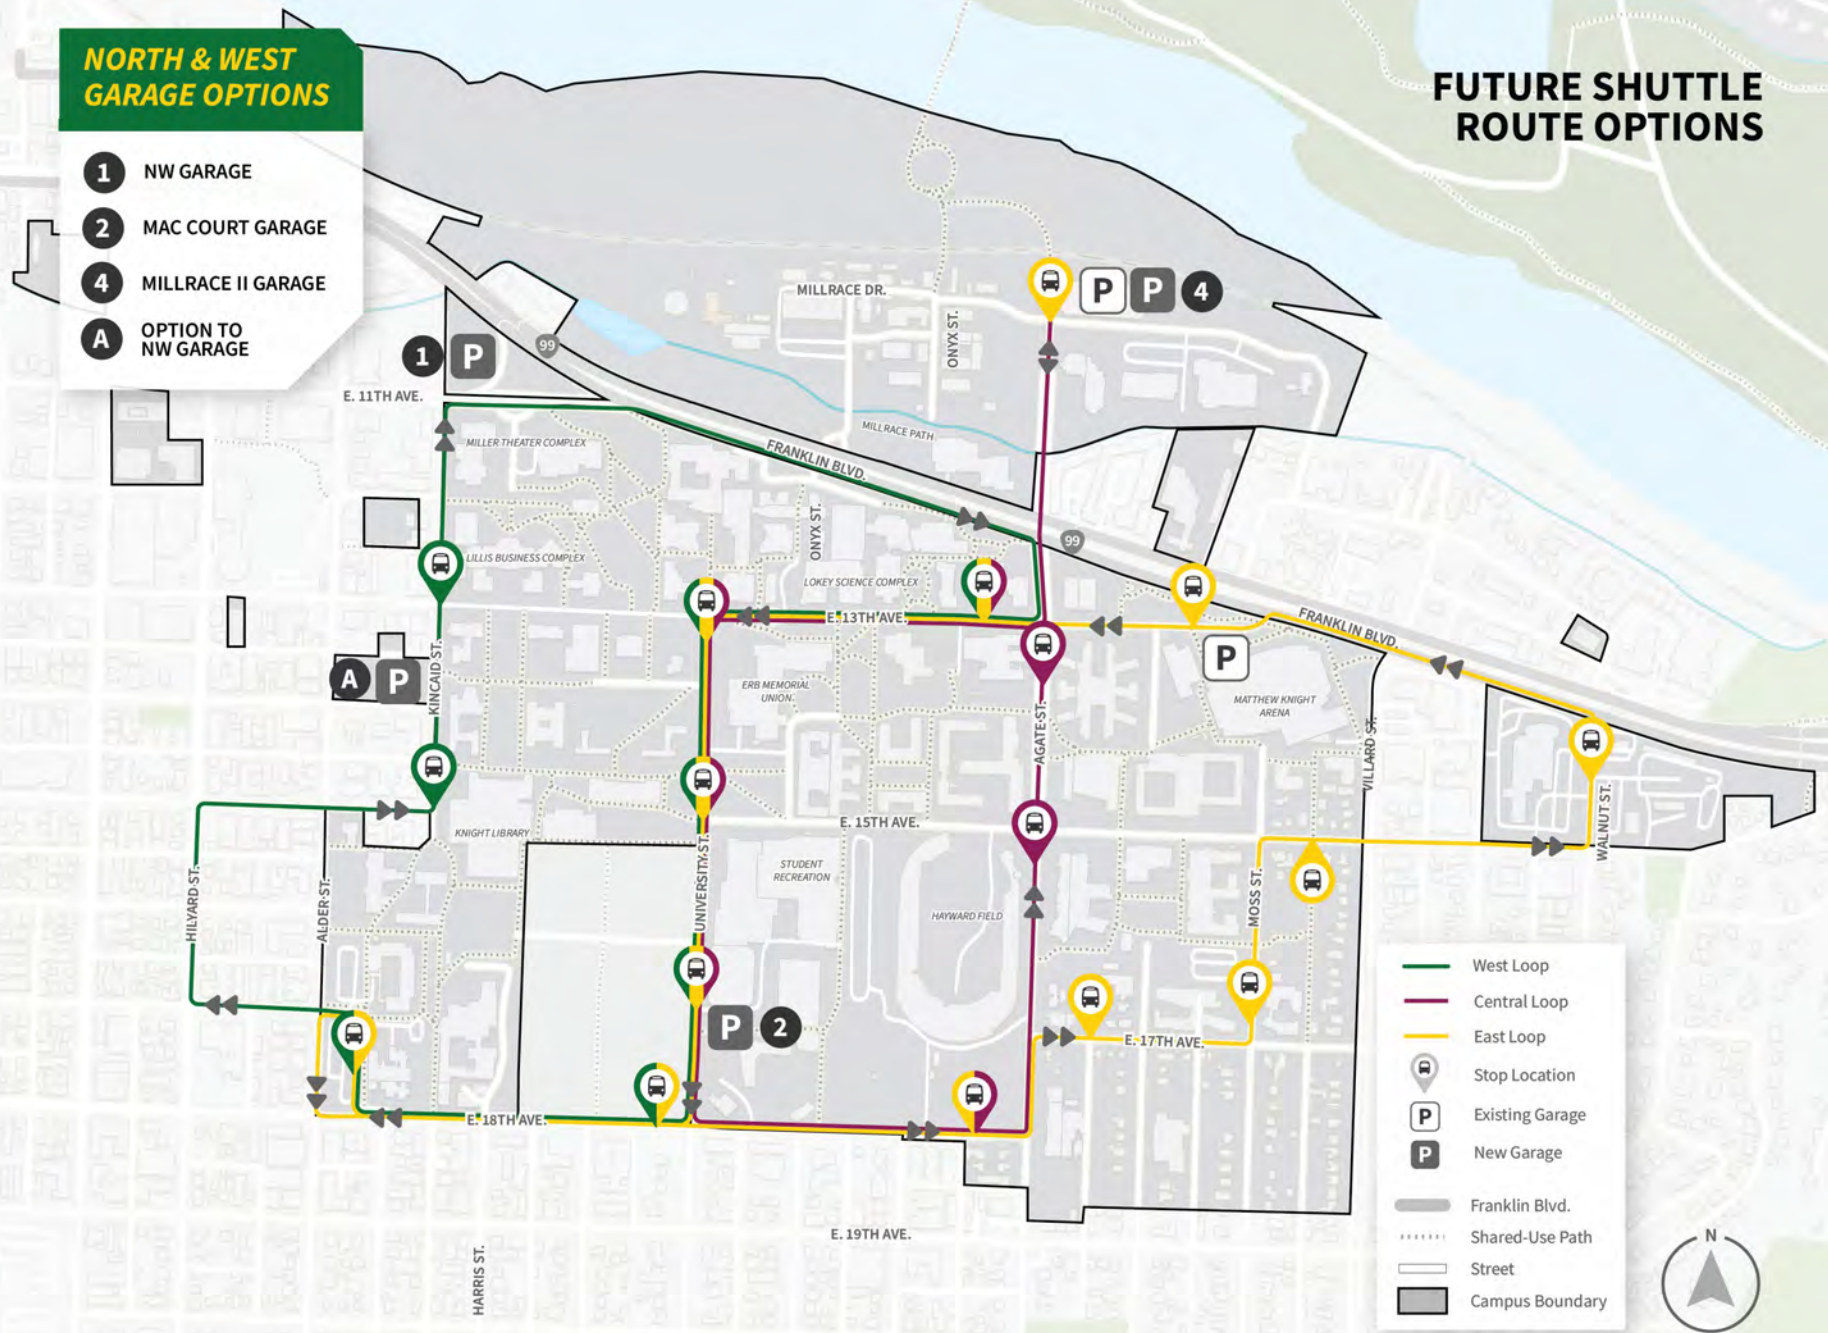 NORTH & WEST
GARAGE OPTIONS
1 NW GARAGE
2 MAC COURT GARAGE
4 MILLRACE II GARAGE
A OPTION TO
NW GARAGE
FUTURE SHUTTLE
ROUTE OPTIONS
MILLRACE DR.
P P 4
ONYX ST.
1 P
99
E. 11TH AVE.
MILLER THEATER COMPLEX
MILLRACE PATH
FRANKLIN BLVD.
ONYX ST.
99
LILLIS BUSINESS COMPLEX
LOKEY SCIENCE COMPLEX
E. 13TH AVE.
FRANKLIN BLVD.
P
A P
KINCAID ST.
ERB MEMORIAL
UNION
MATTHEW KNIGHT
ARENA
AGATE ST.
VILLARD ST.
KNIGHT LIBRARY
E. 15TH AVE.
WALNUT ST.
STUDENT
RECREATION
UNIVERSITY ST.
HILYARD ST.
ALDER ST.
HAYWARD FIELD
MOSS ST.
P 2
E. 17TH AVE.
E. 18TH AVE.
E. 19TH AVE.
HARRIS ST.
West Loop
Central Loop
East Loop
Stop Location
P Existing Garage
P New Garage
Franklin Blvd.
Shared-Use Path
Street
Campus Boundary
N